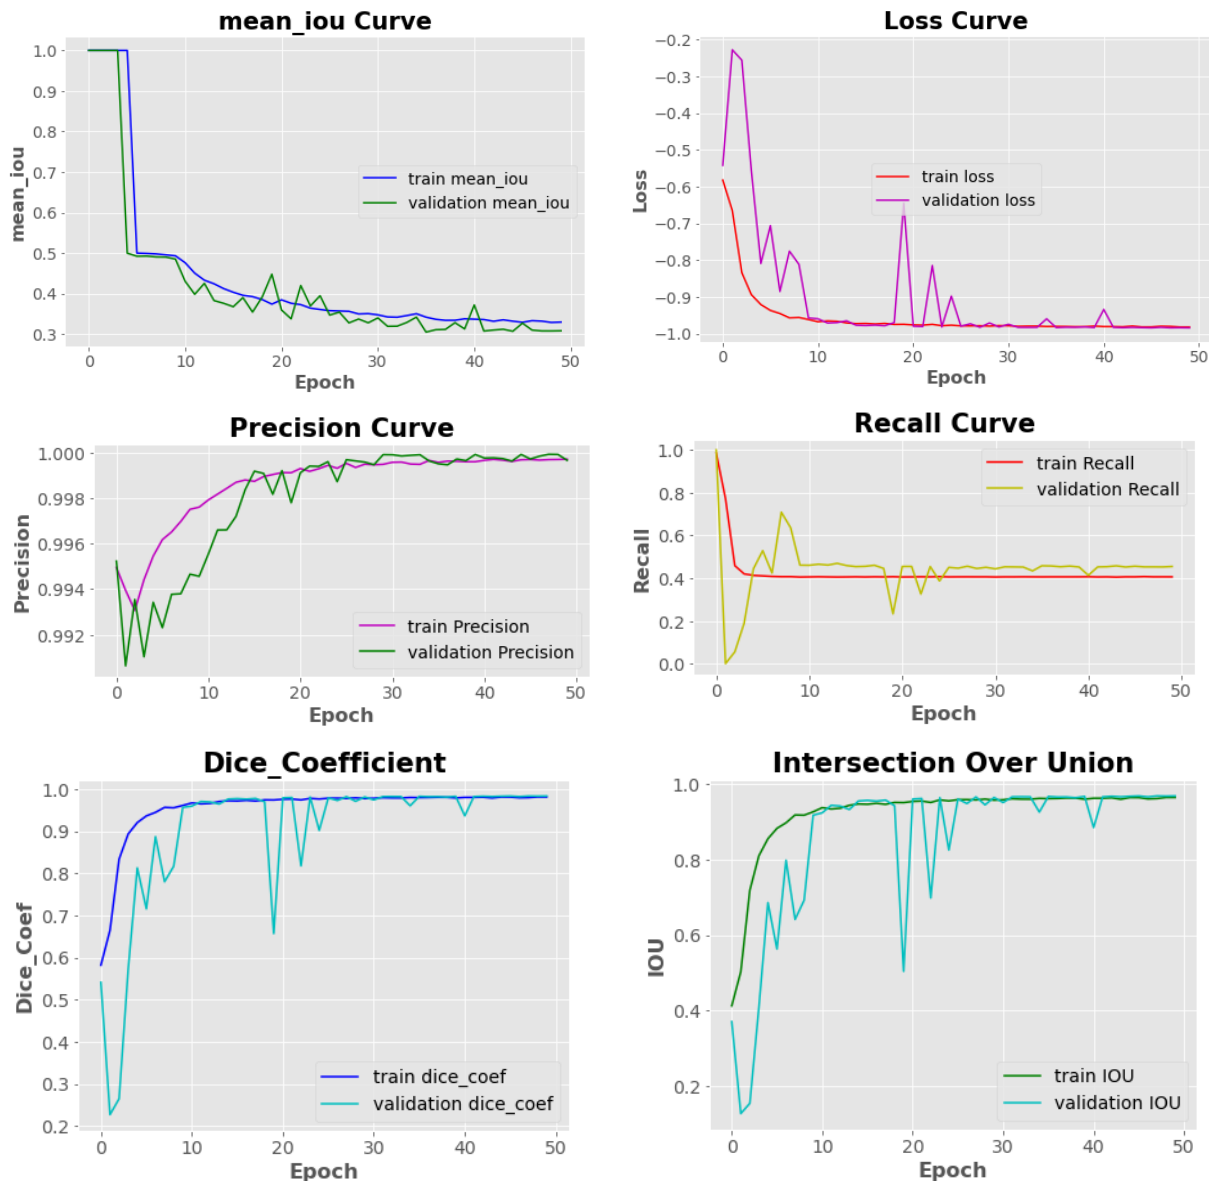 mean_iou Curve
1.0
0.9
0.8
0.7
0.6
0.5
0.4
0.3
mean_iou
train mean_iou
validation mean_iou
0 10 20 30 40 50
Epoch
Loss Curve
−0.2
−0.3
−0.4
−0.5
−0.6
−0.7
−0.8
−0.9
−1.0
Loss
train loss
validation loss
0 10 20 30 40 50
Epoch
Precision Curve
1.000
0.998
0.996
0.994
0.992
Precision
train Precision
validation Precision
0 10 20 30 40 50
Epoch
Recall Curve
1.0
0.8
0.6
0.4
0.2
0.0
Recall
train Recall
validation Recall
0 10 20 30 40 50
Epoch
Dice_Coefficient
1.0
0.9
0.8
0.7
0.6
0.5
0.4
0.3
0.2
Dice_Coef
train dice_coef
validation dice_coef
0 10 20 30 40 50
Epoch
Intersection Over Union
1.0
0.8
0.6
0.4
0.2
IOU
train IOU
validation IOU
0 10 20 30 40 50
Epoch